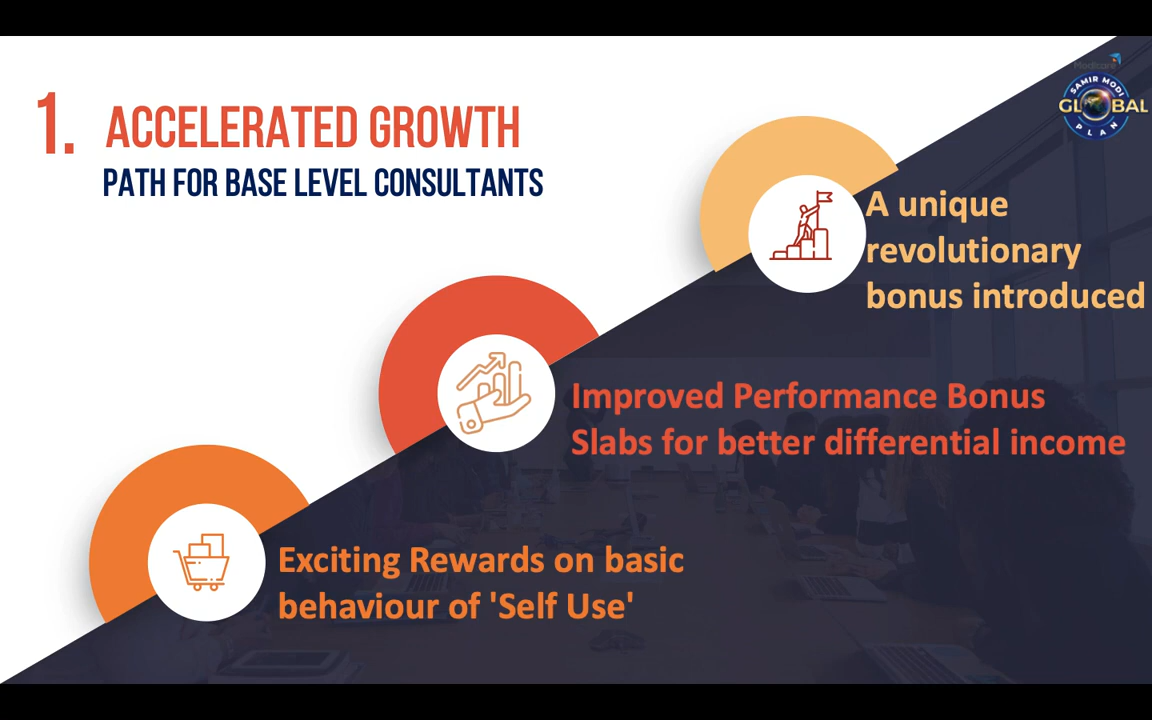 1. ACCELERATED GROWTH
PATH FOR BASE LEVEL CONSULTANTS
Modicare
SAMIR MODI
GLOBAL
PLAN
A unique
revolutionary
bonus introduced
Improved Performance Bonus
Slabs for better differential income
Exciting Rewards on basic
behaviour of 'Self Use'